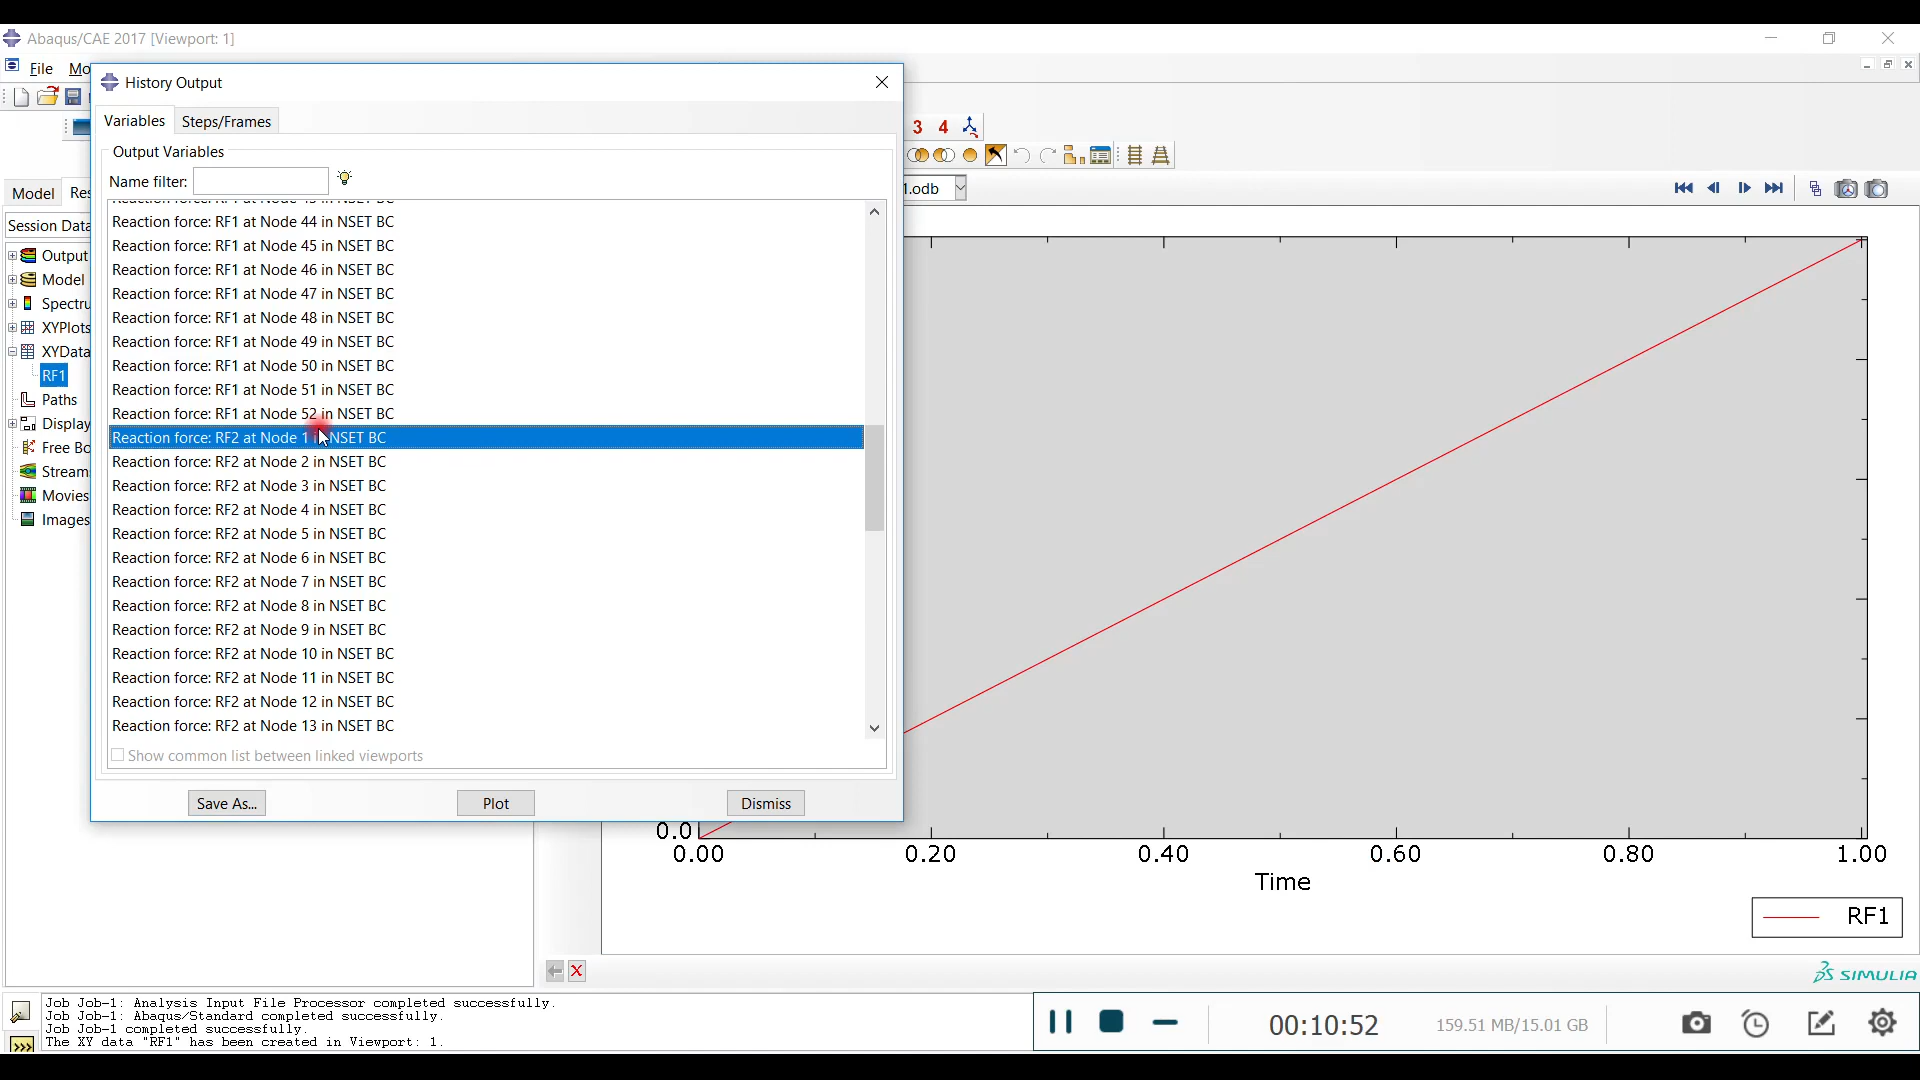 Abaqus/CAE 2017 [Viewport: 1]
File Mo
History Output
Variables Steps/Frames
Output Variables
Name filter:
3 4
Model Res
1.odb
Session Data
Output
Model
Spectru
XYPlots
XYData
RF1
Paths
Display
Free Bo
Stream
Movies
Images
Reaction force: RF1 at Node 43 in NSET BC
Reaction force: RF1 at Node 44 in NSET BC
Reaction force: RF1 at Node 45 in NSET BC
Reaction force: RF1 at Node 46 in NSET BC
Reaction force: RF1 at Node 47 in NSET BC
Reaction force: RF1 at Node 48 in NSET BC
Reaction force: RF1 at Node 49 in NSET BC
Reaction force: RF1 at Node 50 in NSET BC
Reaction force: RF1 at Node 51 in NSET BC
Reaction force: RF1 at Node 52 in NSET BC
Reaction force: RF2 at Node 1 in NSET BC
Reaction force: RF2 at Node 2 in NSET BC
Reaction force: RF2 at Node 3 in NSET BC
Reaction force: RF2 at Node 4 in NSET BC
Reaction force: RF2 at Node 5 in NSET BC
Reaction force: RF2 at Node 6 in NSET BC
Reaction force: RF2 at Node 7 in NSET BC
Reaction force: RF2 at Node 8 in NSET BC
Reaction force: RF2 at Node 9 in NSET BC
Reaction force: RF2 at Node 10 in NSET BC
Reaction force: RF2 at Node 11 in NSET BC
Reaction force: RF2 at Node 12 in NSET BC
Reaction force: RF2 at Node 13 in NSET BC
Show common list between linked viewports
Save As... Plot Dismiss
0.0
0.00 0.20 0.40 0.60 0.80 1.00
Time
RF1
SIMULIA
Job Job-1: Analysis Input File Processor completed successfully.
Job Job-1: Abaqus/Standard completed successfully.
Job Job-1 completed successfully.
The XY data "RF1" has been created in Viewport: 1.
>>>
00:10:52 159.51 MB/15.01 GB